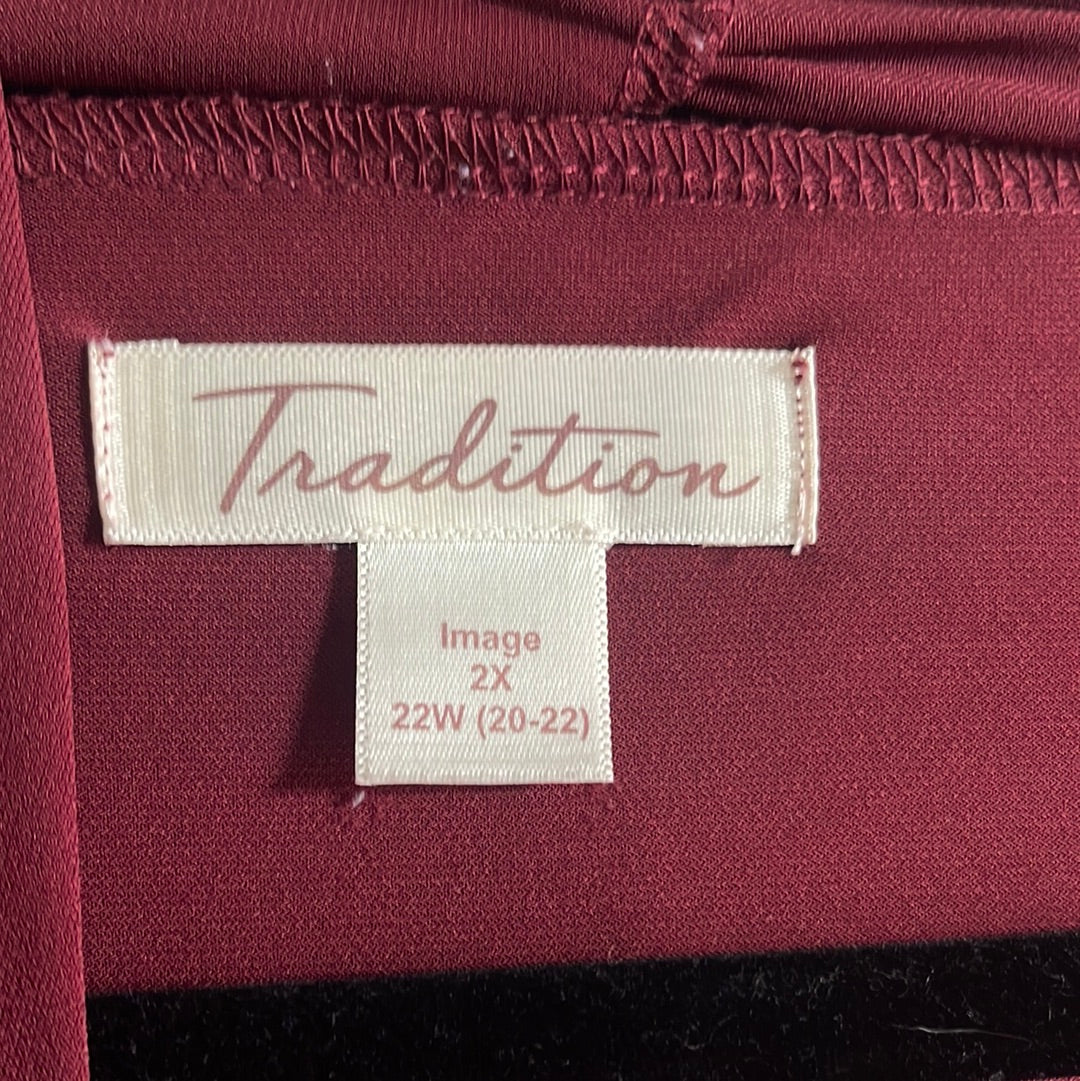 Tradition
Image
2X
22W (20-22)